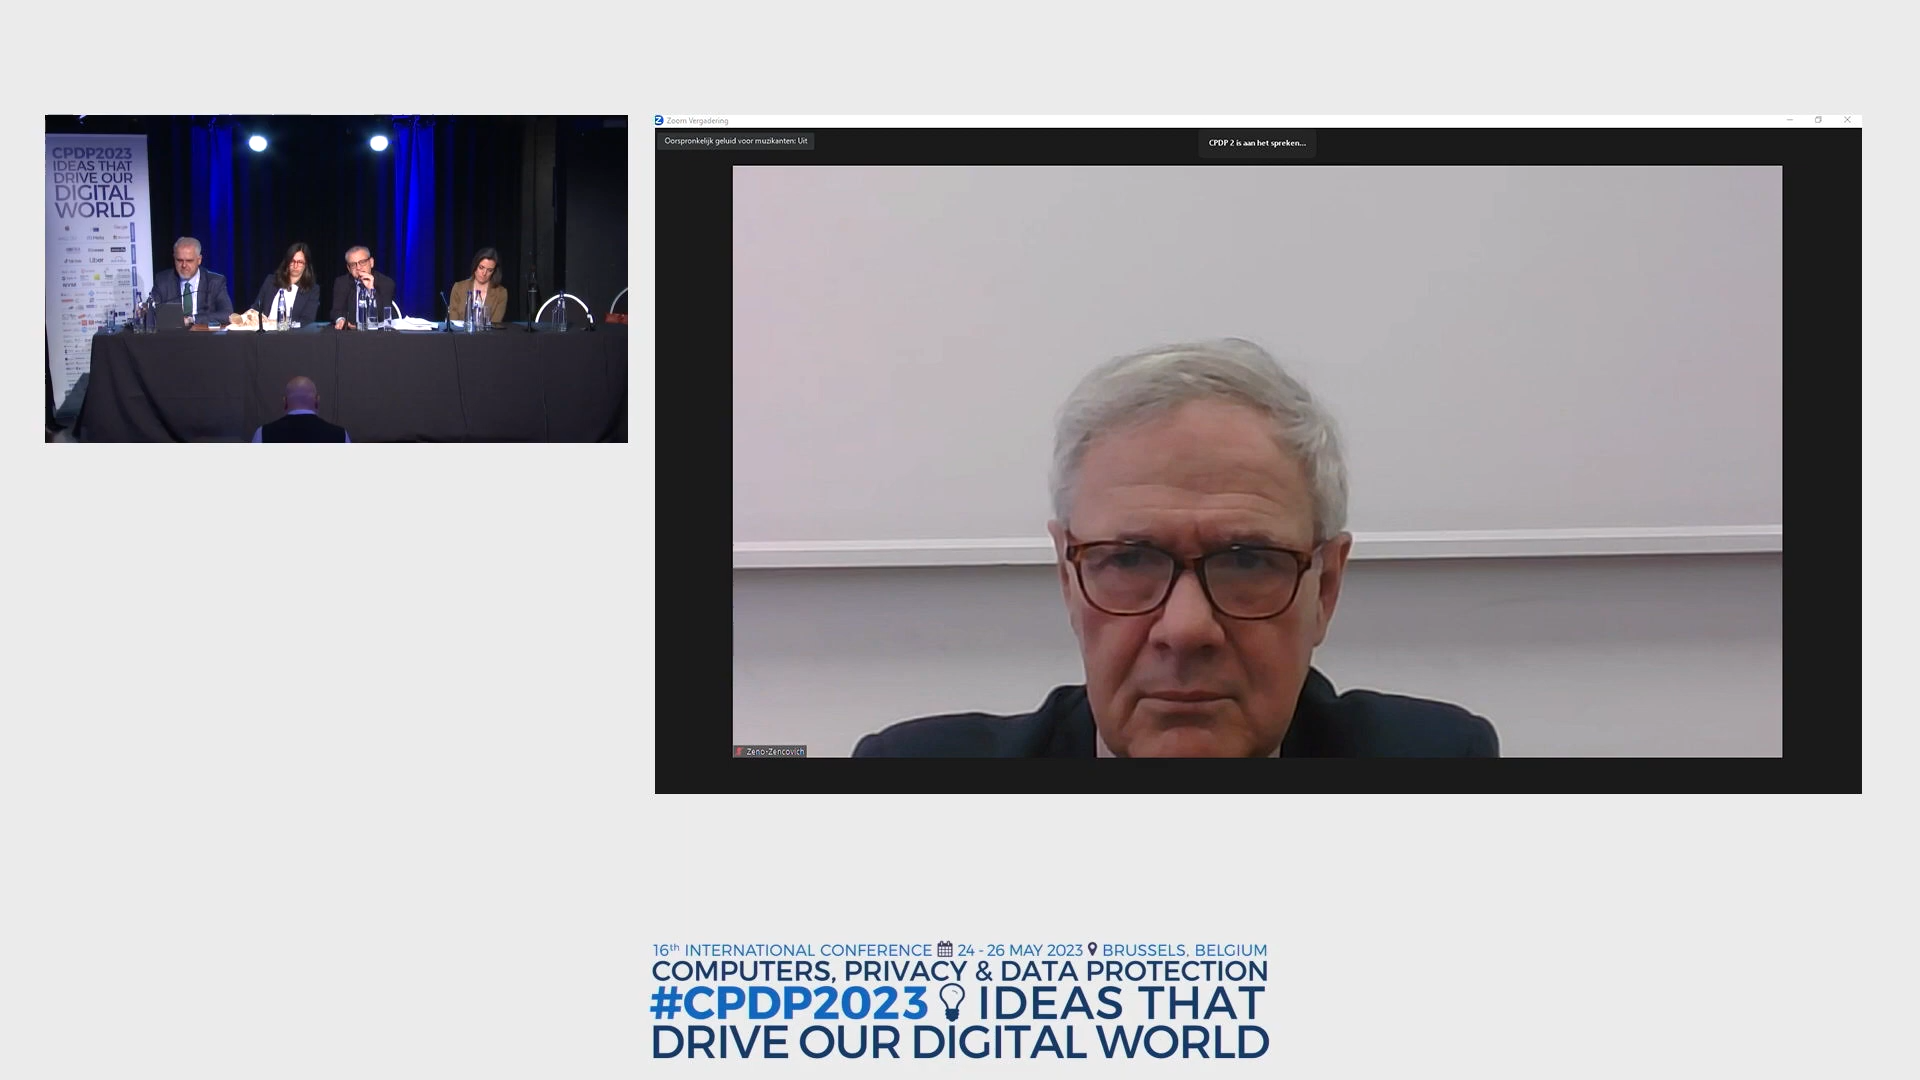 CPDP2023
IDEAS THAT
DRIVE OUR
DIGITAL
WORLD
Uber
Zoom Vergadering
Oorspronkelijk geluid voor muzikanten: Uit
CPDP 2 is aan het spreken...
Zeno-Zencovich
16th INTERNATIONAL CONFERENCE 24 - 26 MAY 2023 BRUSSELS, BELGIUM
COMPUTERS, PRIVACY & DATA PROTECTION
#CPDP2023 IDEAS THAT
DRIVE OUR DIGITAL WORLD